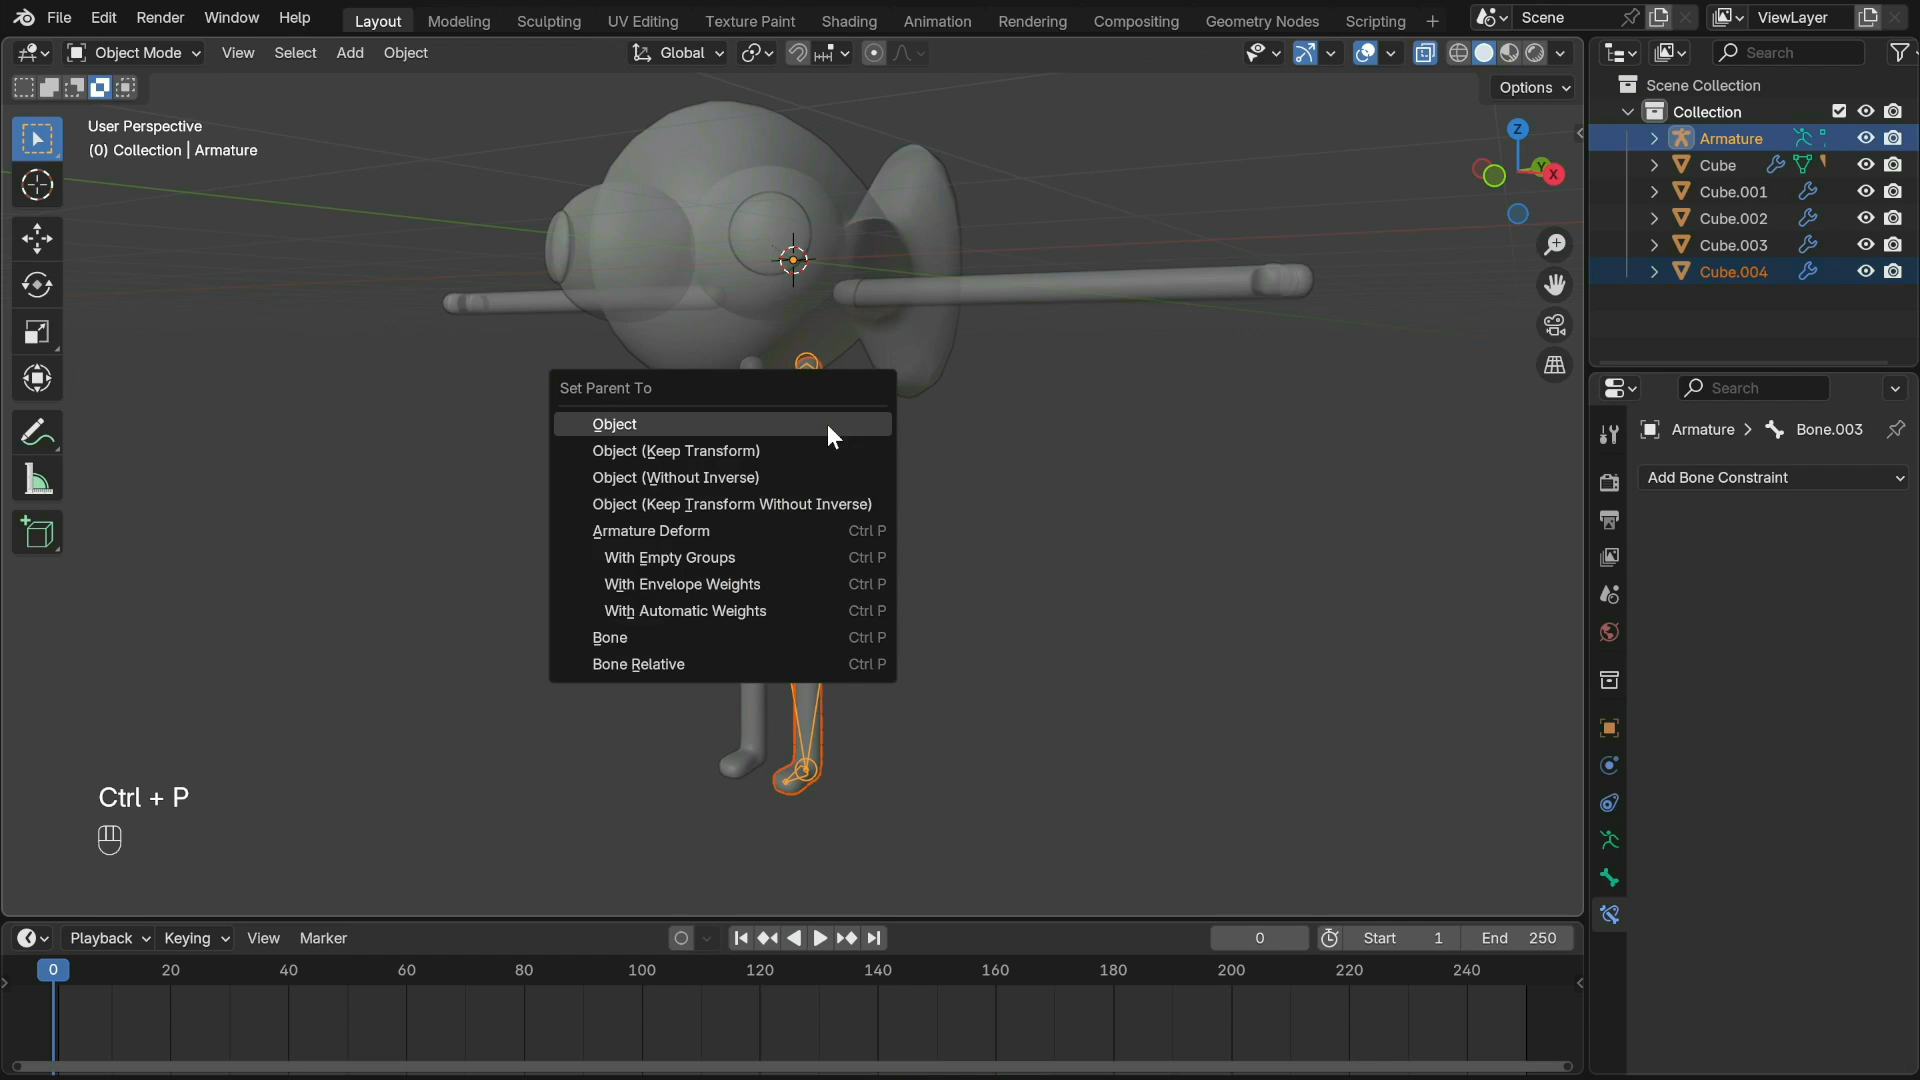 File Edit Render Window Help Layout Modeling Sculpting UV Editing Texture Paint Shading Animation Rendering Compositing Geometry Nodes Scripting + Scene ViewLayer
Object Mode View Select Add Object Global Search
Options
Scene Collection
Collection
User Perspective
(0) Collection | Armature
Z
Y
X
Armature
Cube
Cube.001
Cube.002
Cube.003
Cube.004
Set Parent To
Object
Object (Keep Transform)
Object (Without Inverse)
Object (Keep Transform Without Inverse)
Armature Deform Ctrl P
With Empty Groups Ctrl P
With Envelope Weights Ctrl P
With Automatic Weights Ctrl P
Bone Ctrl P
Bone Relative Ctrl P
Search
Armature > Bone.003
Add Bone Constraint
Ctrl + P
Playback Keying View Marker 0 Start 1 End 250
0 20 40 60 80 100 120 140 160 180 200 220 240